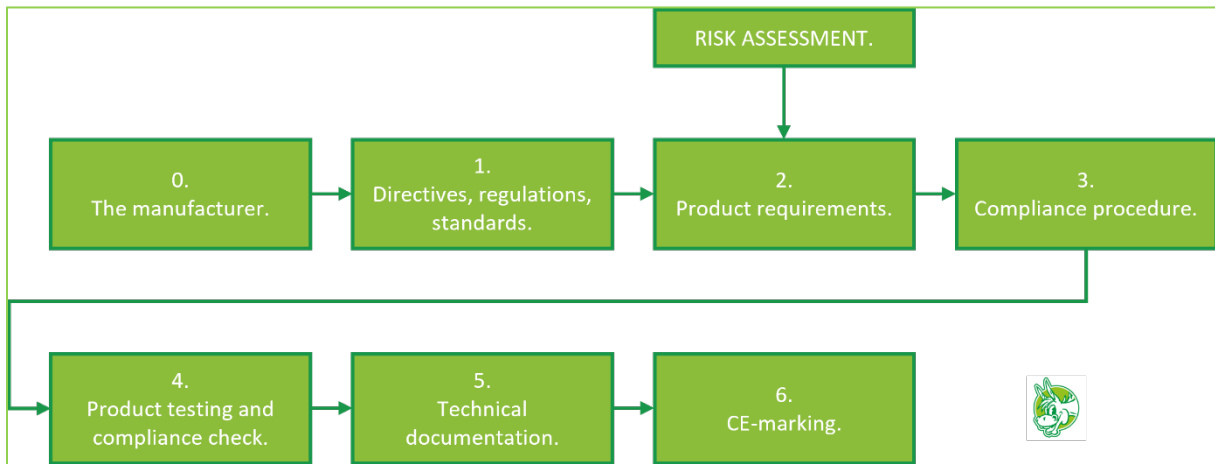 RISK ASSESSMENT.
0.
The manufacturer.
1.
Directives, regulations,
standards.
2.
Product requirements.
3.
Compliance procedure.
4.
Product testing and
compliance check.
5.
Technical
documentation.
6.
CE-marking.